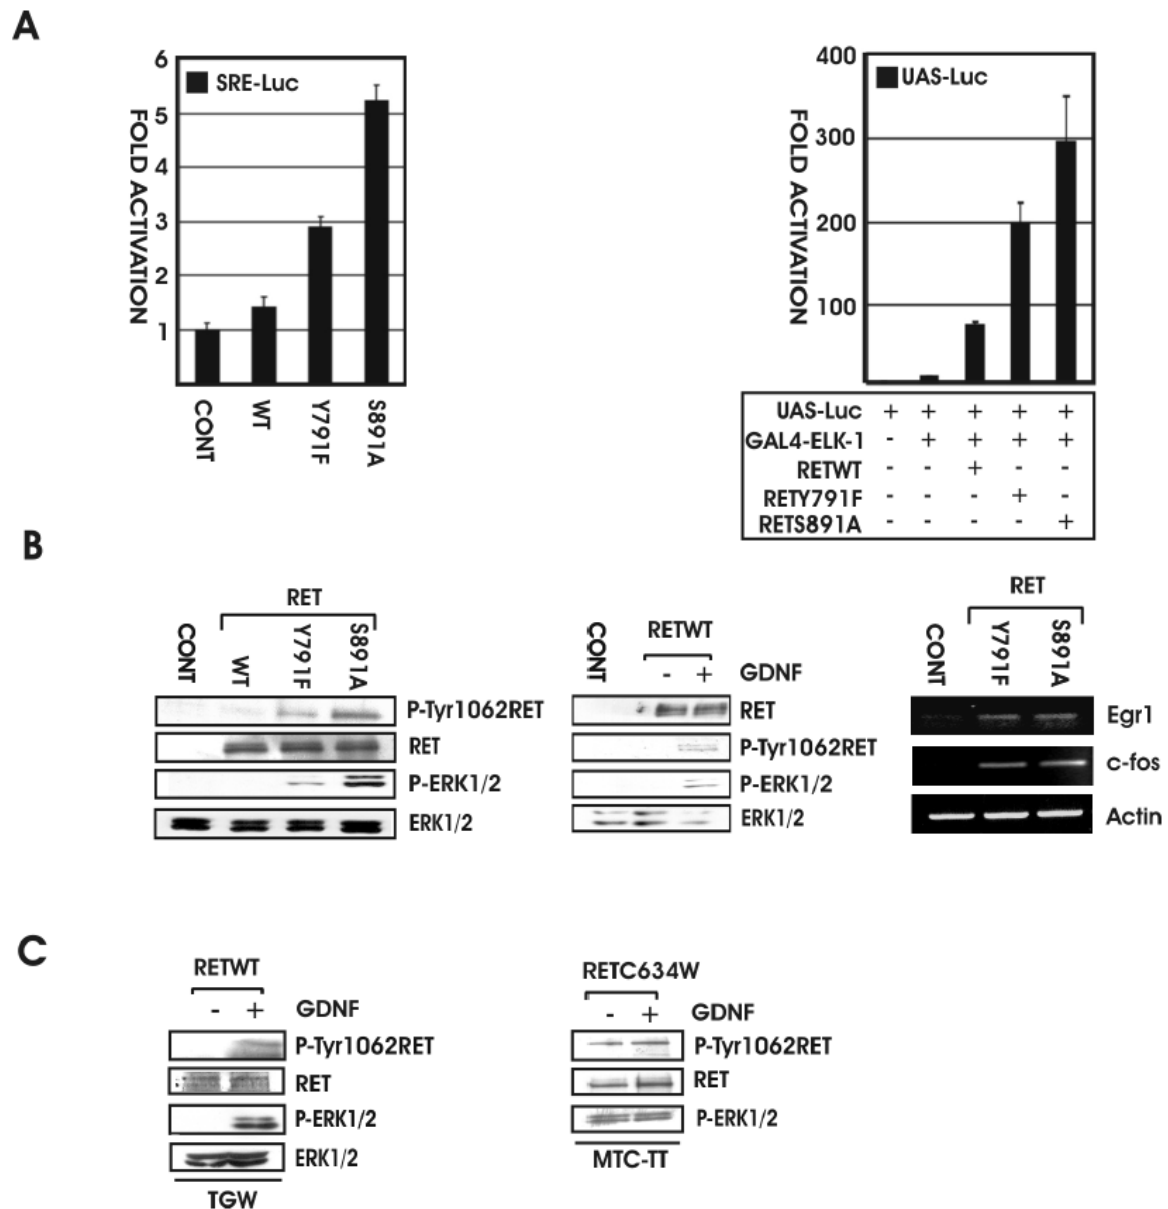 A
6
5
4
3
2
1
FOLD ACTIVATION
SRE-Luc
CONT WT Y791F S891A
400
300
200
100
FOLD ACTIVATION
UAS-Luc
UAS-Luc + + + + +
GAL4-ELK-1 - + + + +
RETWT - - + - -
RETY791F - - - + -
RETS891A - - - - +
B
RET
CONT WT Y791F S891A
P-Tyr1062RET
RET
P-ERK1/2
ERK1/2
CONT RETWT
- + GDNF
RET
P-Tyr1062RET
P-ERK1/2
ERK1/2
RET
CONT Y791F S891A
Egr1
c-fos
Actin
C
RETWT
- + GDNF
P-Tyr1062RET
RET
P-ERK1/2
ERK1/2
TGW
RETC634W
- + GDNF
P-Tyr1062RET
RET
P-ERK1/2
MTC-TT